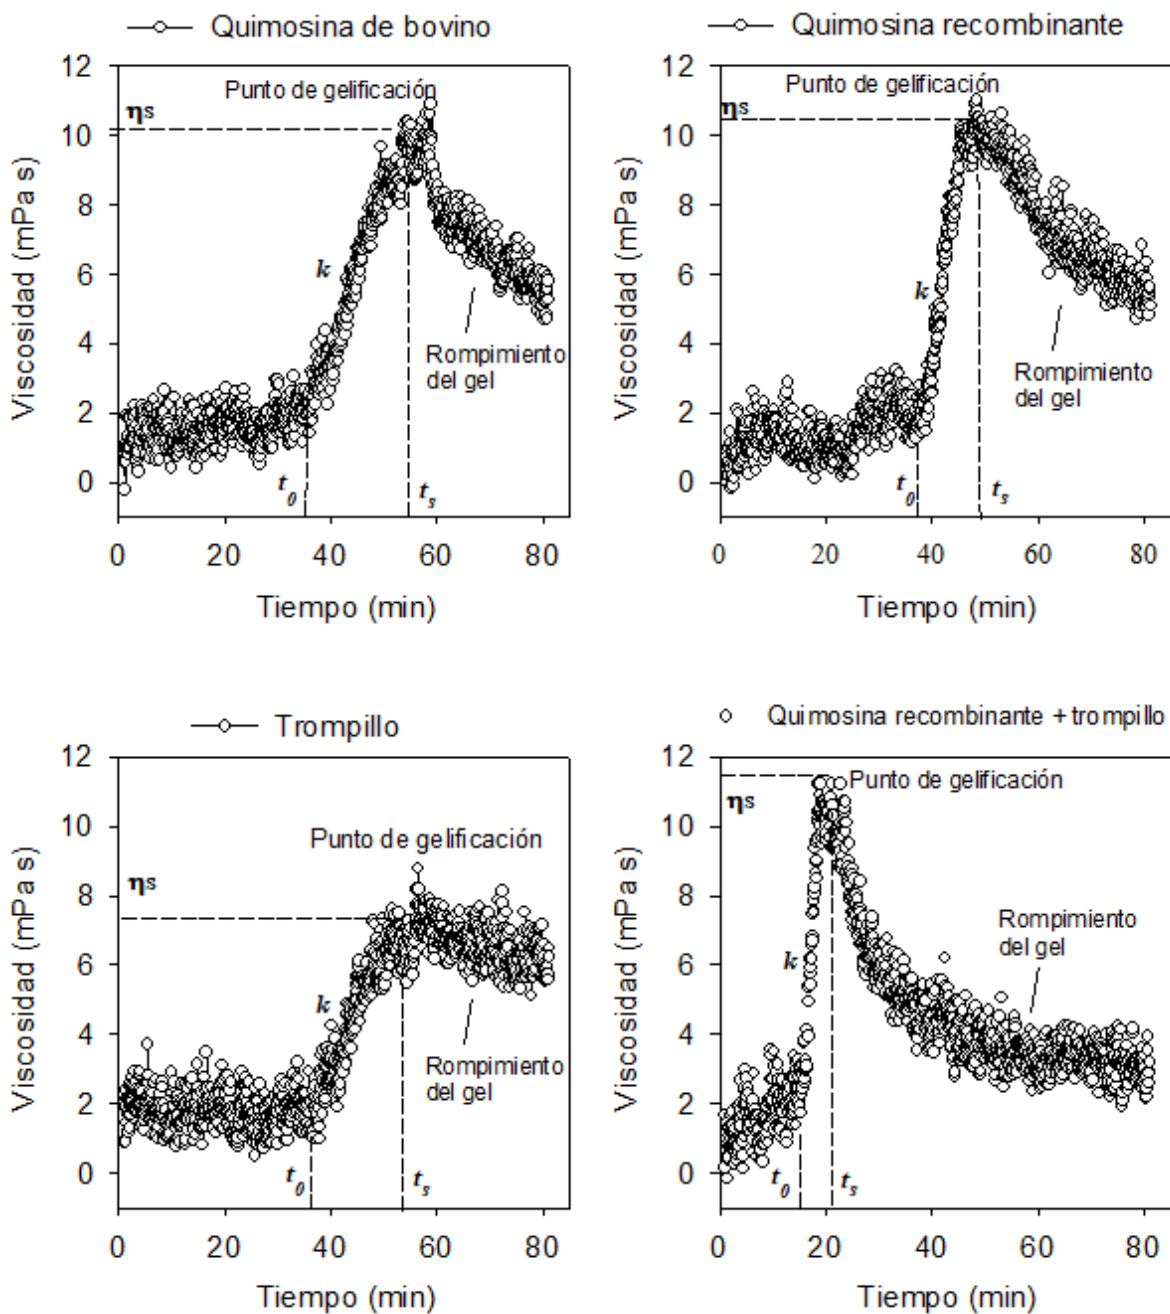 Quimosina de bovino
12
10
8
6
4
2
0
Viscosidad (mPa s)
Punto de gelificación
ηs
k
Rompimiento
del gel
t0
ts
0 20 40 60 80
Tiempo (min)
Quimosina recombinante
12
10
8
6
4
2
0
Viscosidad (mPa s)
Punto de gelificación
ηs
k
Rompimiento
del gel
t0
ts
0 20 40 60 80
Tiempo (min)
Trompillo
12
10
8
6
4
2
0
Viscosidad (mPa s)
Punto de gelificación
ηs
k
Rompimiento
del gel
t0
ts
0 20 40 60 80
Tiempo (min)
Quimosina recombinante + trompillo
12
10
8
6
4
2
0
Viscosidad (mPa s)
Punto de gelificación
ηs
k
Rompimiento
del gel
t0
ts
0 20 40 60 80
Tiempo (min)